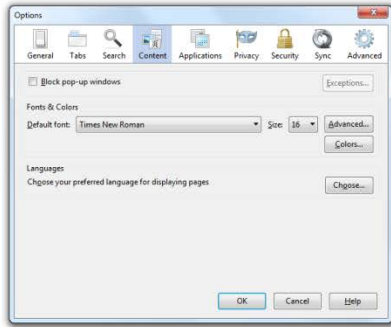 Options
General Tabs Search Content Applications Privacy Security Sync Advanced
Block pop-up windows Exceptions...
Fonts & Colors
Default font: Times New Roman Size: 16 Advanced...
Colors...
Languages
Choose your preferred language for displaying pages Choose...
OK Cancel Help